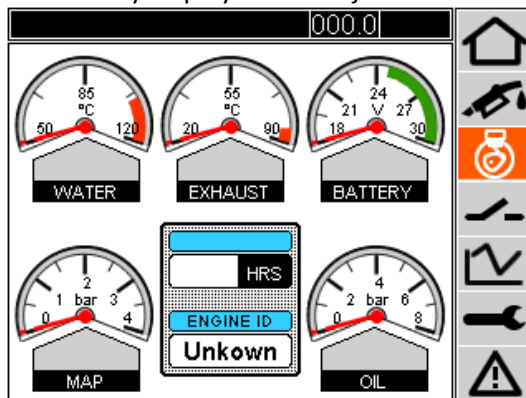 000.0
85
°C
50
120
WATER
55
°C
20
90
EXHAUST
24
21 V 27
18
30
BATTERY
2
1 bar 3
0
4
MAP
HRS
ENGINE ID
Unkown
4
2 bar 6
0
8
OIL